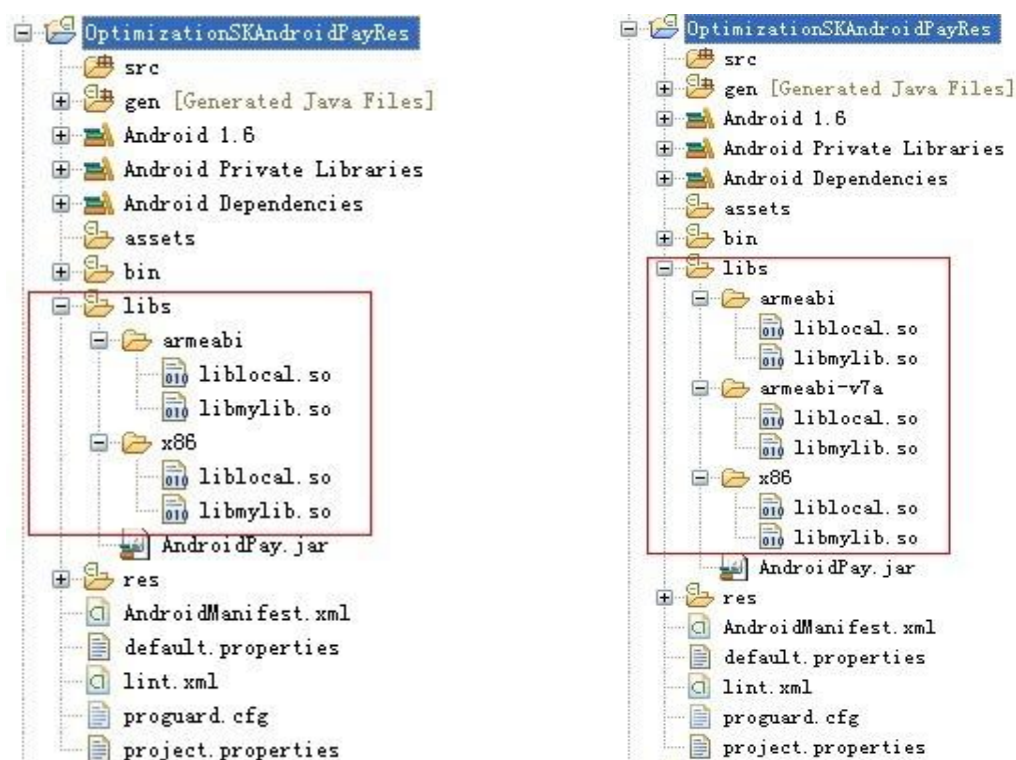 OptimizationSKAndroidPayRes
src
gen [Generated Java Files]
Android 1.6
Android Private Libraries
Android Dependencies
assets
bin
libs
armeabi
liblocal.so
libmylib.so
x86
liblocal.so
libmylib.so
AndroidPay.jar
res
AndroidManifest.xml
default.properties
lint.xml
proguard.cfg
project.properties
OptimizationSKAndroidPayRes
src
gen [Generated Java Files]
Android 1.6
Android Private Libraries
Android Dependencies
assets
bin
libs
armeabi
liblocal.so
libmylib.so
armeabi-v7a
liblocal.so
libmylib.so
x86
liblocal.so
libmylib.so
AndroidPay.jar
res
AndroidManifest.xml
default.properties
lint.xml
proguard.cfg
project.properties